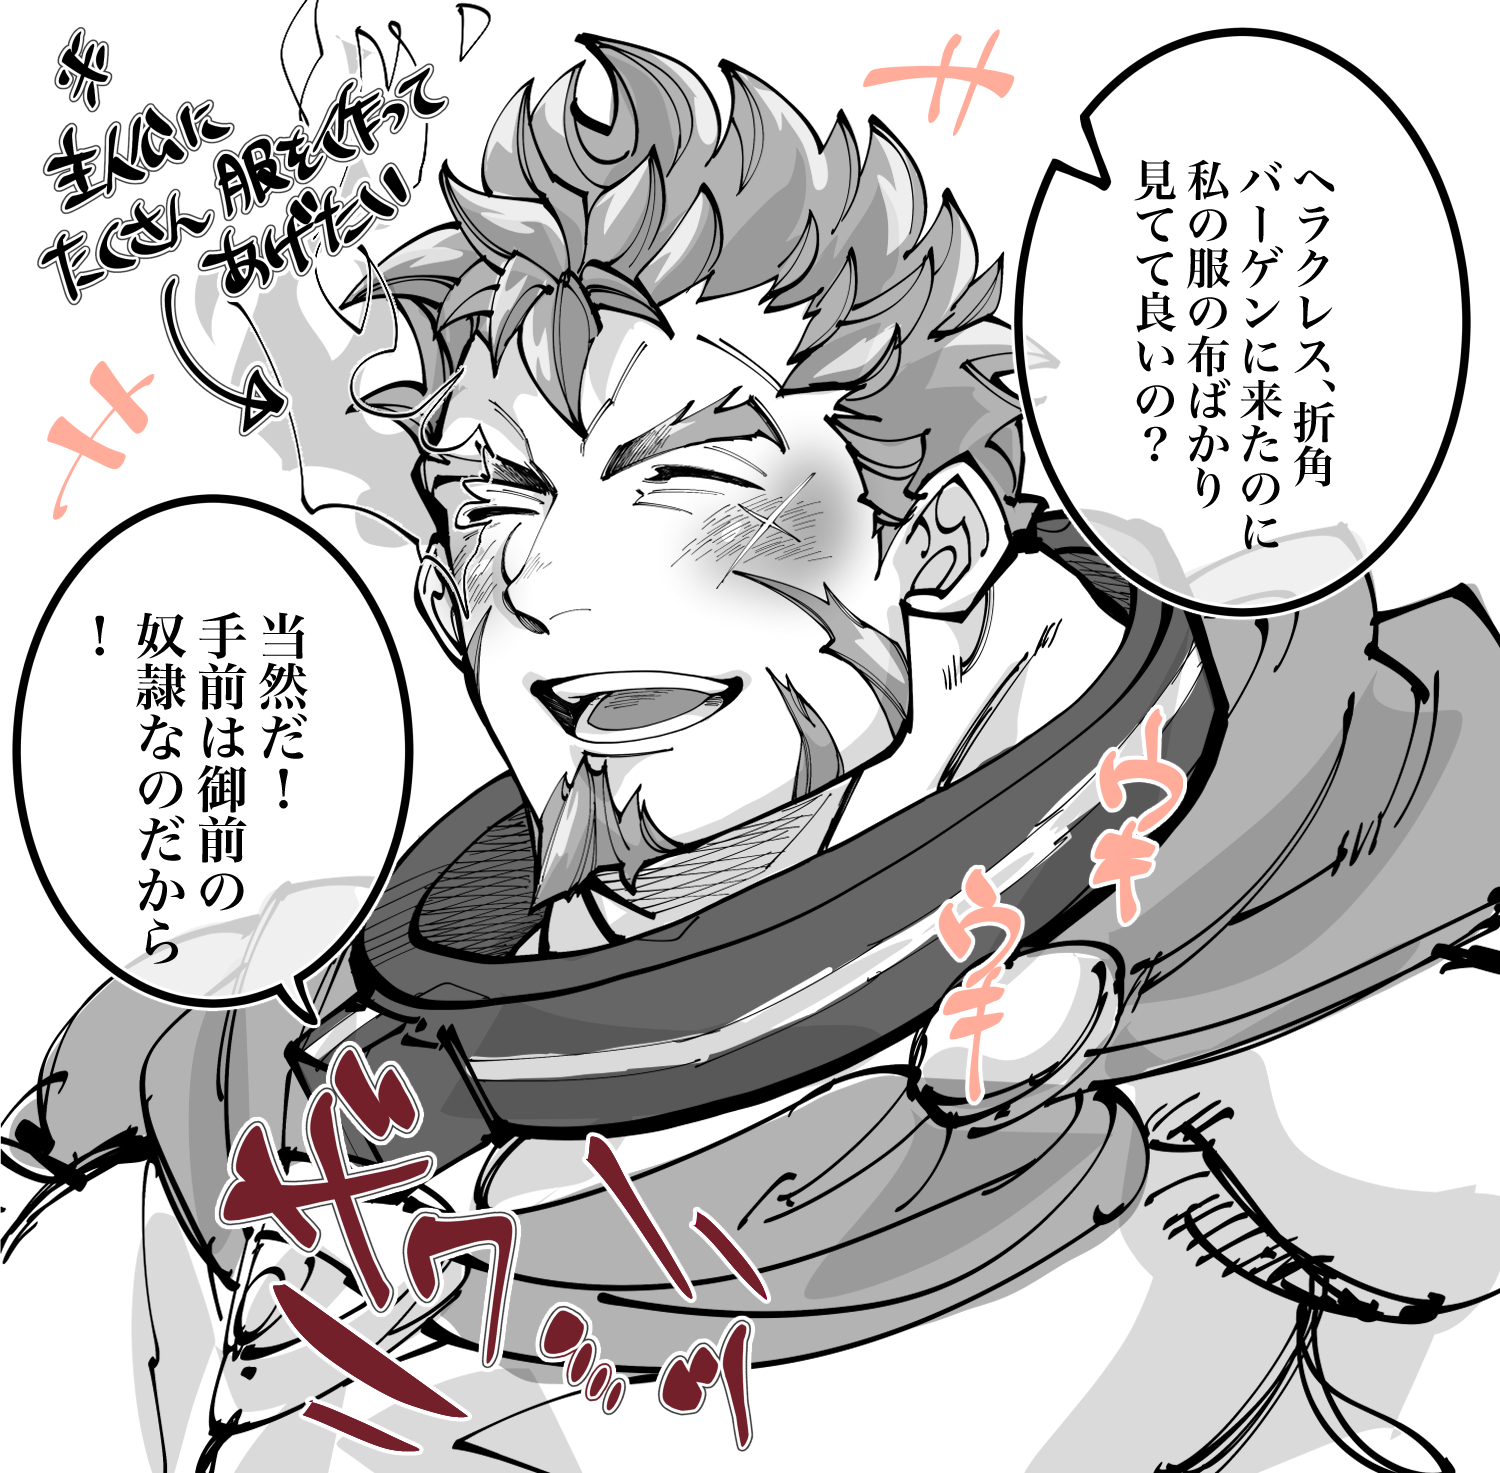 ヘラクレス、折角
バーゲンに来たのに
私の服の布ばかり
見てて良いの？
※
主人公に
たくさん服を作って
あげたい
当然だ！
手前は御前の
奴隷なのだから
！
ウキ
ウキ
ザワ…ッ